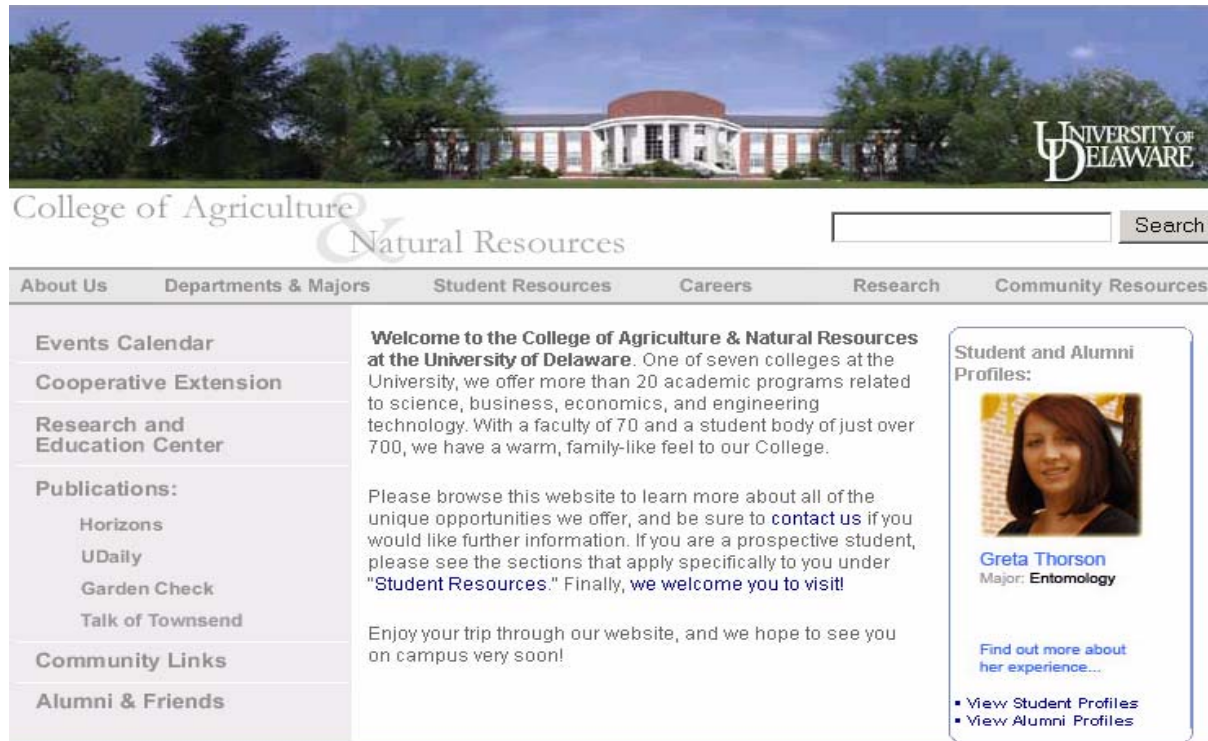 UNIVERSITY OF
DELAWARE
College of Agriculture
&
Natural Resources
Search
About Us Departments & Majors Student Resources Careers Research Community Resources
Events Calendar
Cooperative Extension
Research and
Education Center
Publications:
Horizons
UDaily
Garden Check
Talk of Townsend
Community Links
Alumni & Friends
Welcome to the College of Agriculture & Natural Resources
at the University of Delaware. One of seven colleges at the
University, we offer more than 20 academic programs related
to science, business, economics, and engineering
technology. With a faculty of 70 and a student body of just over
700, we have a warm, family-like feel to our College.
Please browse this website to learn more about all of the
unique opportunities we offer, and be sure to contact us if you
would like further information. If you are a prospective student,
please see the sections that apply specifically to you under
"Student Resources." Finally, we welcome you to visit!
Enjoy your trip through our website, and we hope to see you
on campus very soon!
Student and Alumni
Profiles:
Greta Thorson
Major: Entomology
Find out more about
her experience...
▪ View Student Profiles
▪ View Alumni Profiles